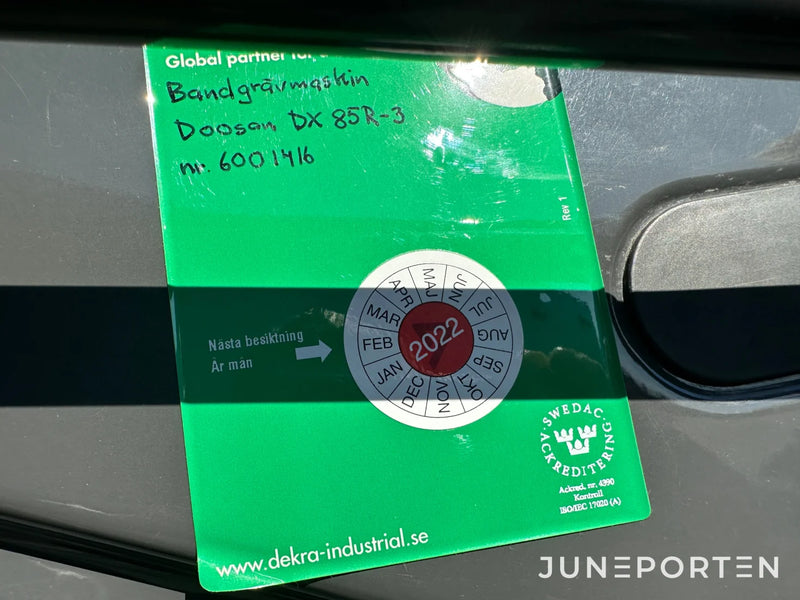 Global partner for a
Bandgrävmaskin
Doosan DX 85R-3
nr. 6001416
Rev 1
JAN
FEB
MAR
APR
MAJ
JUN
JUL
AUG
SEP
OKT
NOV
DEC
2022
Nästa besiktning
År mån
SWEDAC
ACKREDITERING
Ackred. nr. 4390
Kontroll
ISO/IEC 17020 (A)
www.dekra-industrial.se
JUNEPORTEN